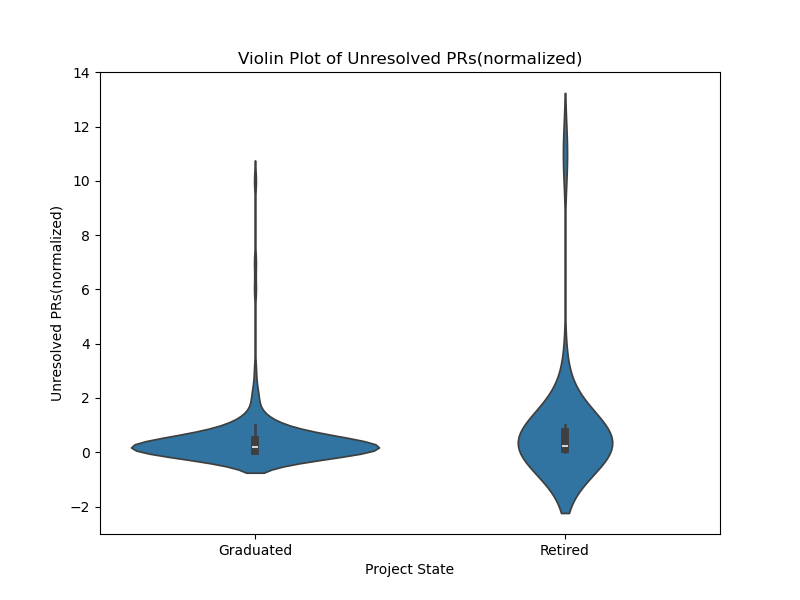 Violin Plot of Unresolved PRs(normalized)
14
12
10
8
6
4
2
0
−2
Unresolved PRs(normalized)
Graduated
Retired
Project State